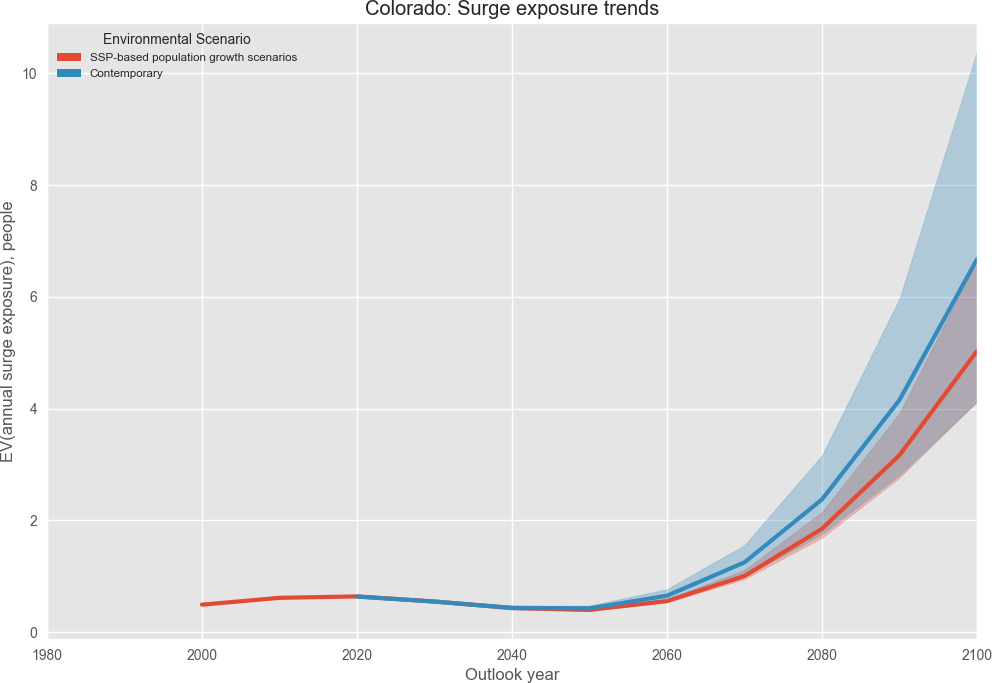 Colorado: Surge exposure trends
Environmental Scenario
SSP-based population growth scenarios
Contemporary
EV(annual surge exposure), people
10
8
6
4
2
0
1980 2000 2020 2040 2060 2080 2100
Outlook year